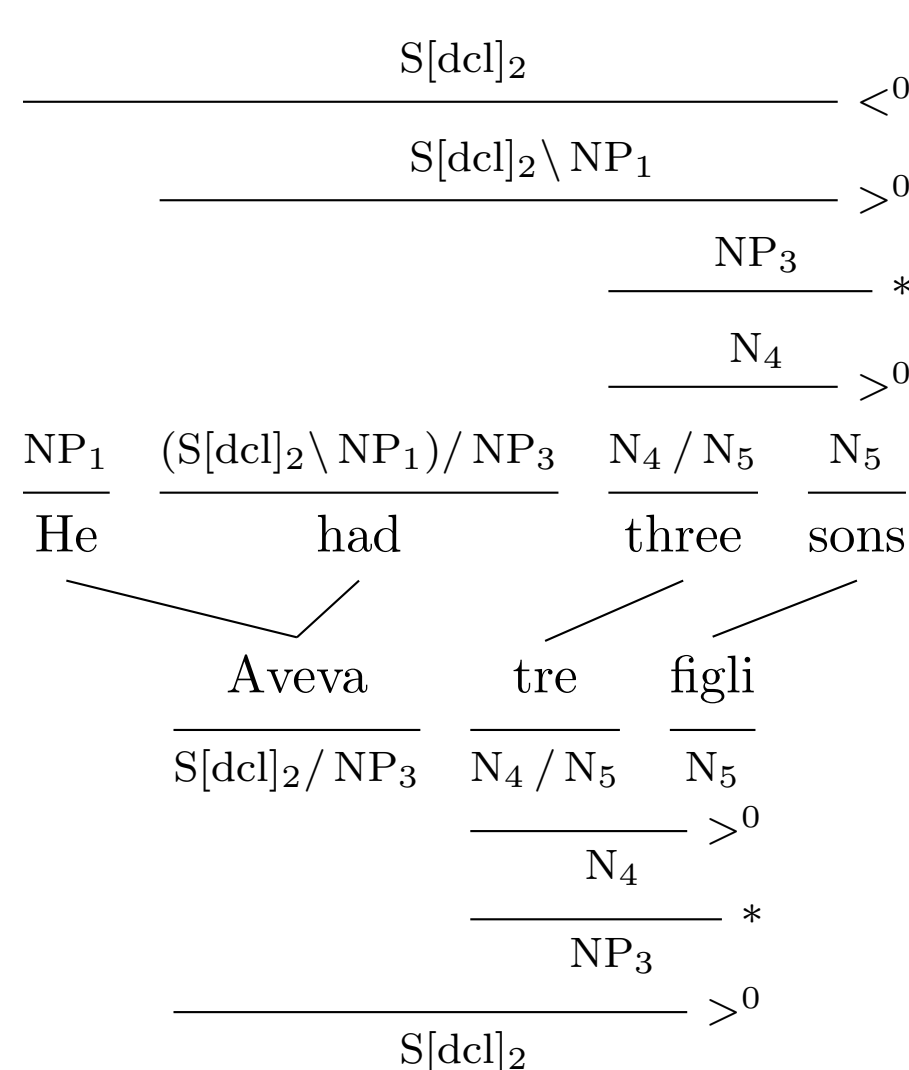 S[dcl]₂
<⁰
S[dcl]₂\ NP₁
>⁰
NP₃
*
N₄
>⁰
NP₁ (S[dcl]₂\ NP₁)/ NP₃ N₄ / N₅ N₅
He had three sons
Aveva tre figli
S[dcl]₂/ NP₃ N₄ / N₅ N₅
>⁰
N₄
*
NP₃
>⁰
S[dcl]₂